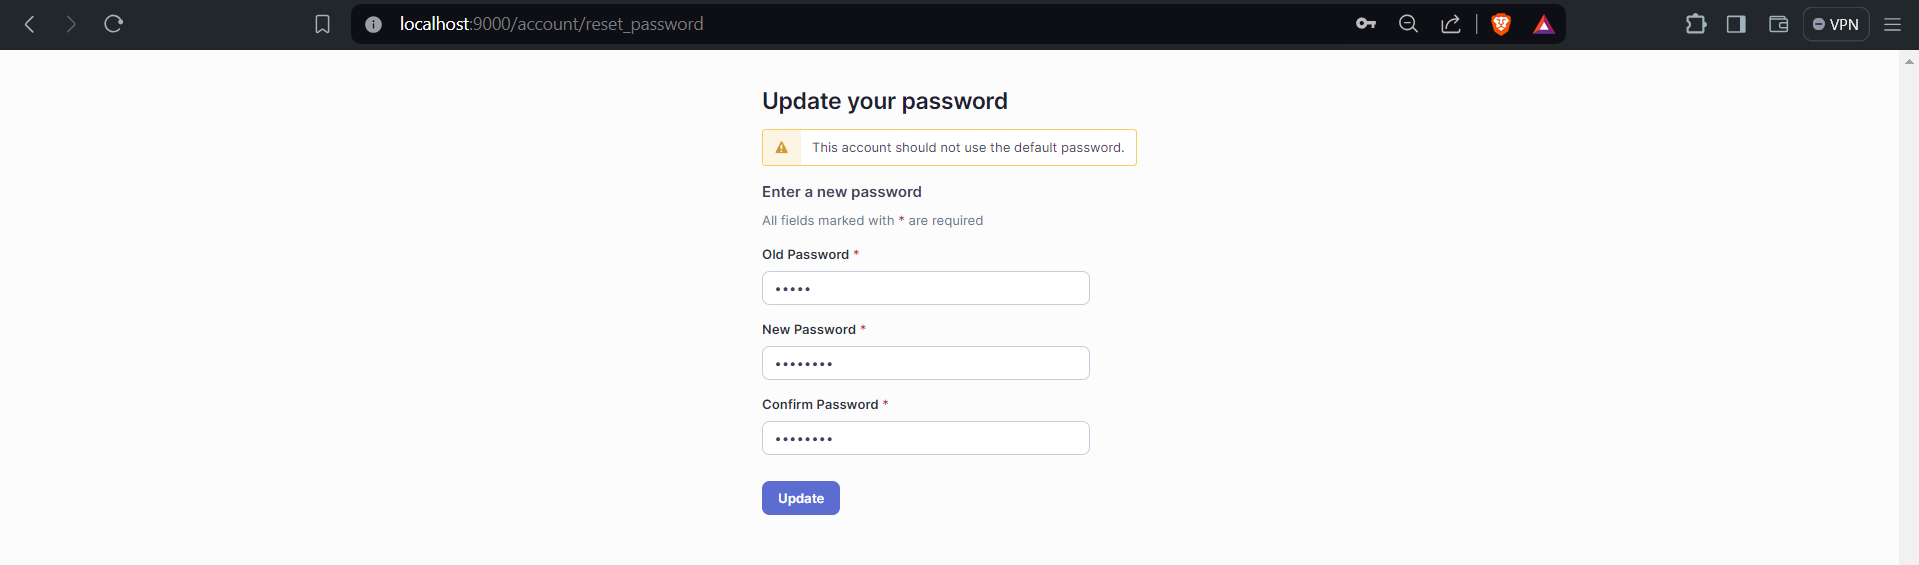 localhost:9000/account/reset_password
VPN
Update your password
This account should not use the default password.
Enter a new password
All fields marked with * are required
Old Password *
•••••
New Password *
••••••••
Confirm Password *
••••••••
Update